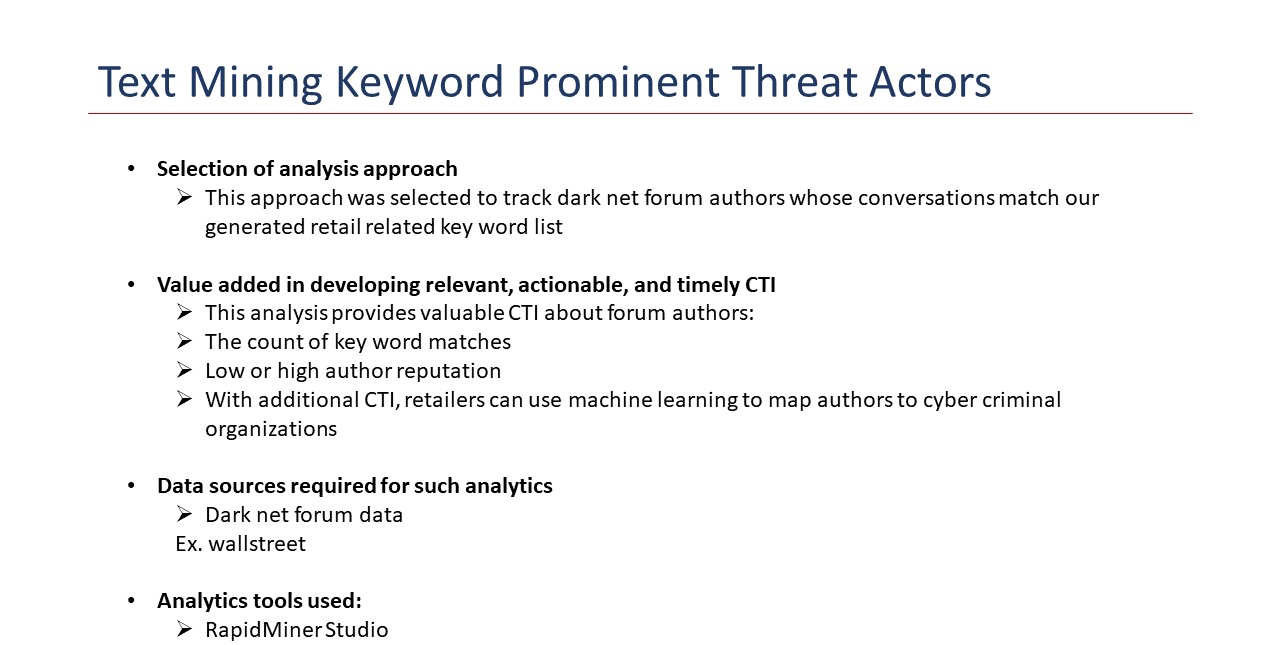 Text Mining Keyword Prominent Threat Actors
• Selection of analysis approach
➢ This approach was selected to track dark net forum authors whose conversations match our
generated retail related key word list
• Value added in developing relevant, actionable, and timely CTI
➢ This analysis provides valuable CTI about forum authors:
➢ The count of key word matches
➢ Low or high author reputation
➢ With additional CTI, retailers can use machine learning to map authors to cyber criminal
organizations
• Data sources required for such analytics
➢ Dark net forum data
Ex. wallstreet
• Analytics tools used:
➢ RapidMiner Studio